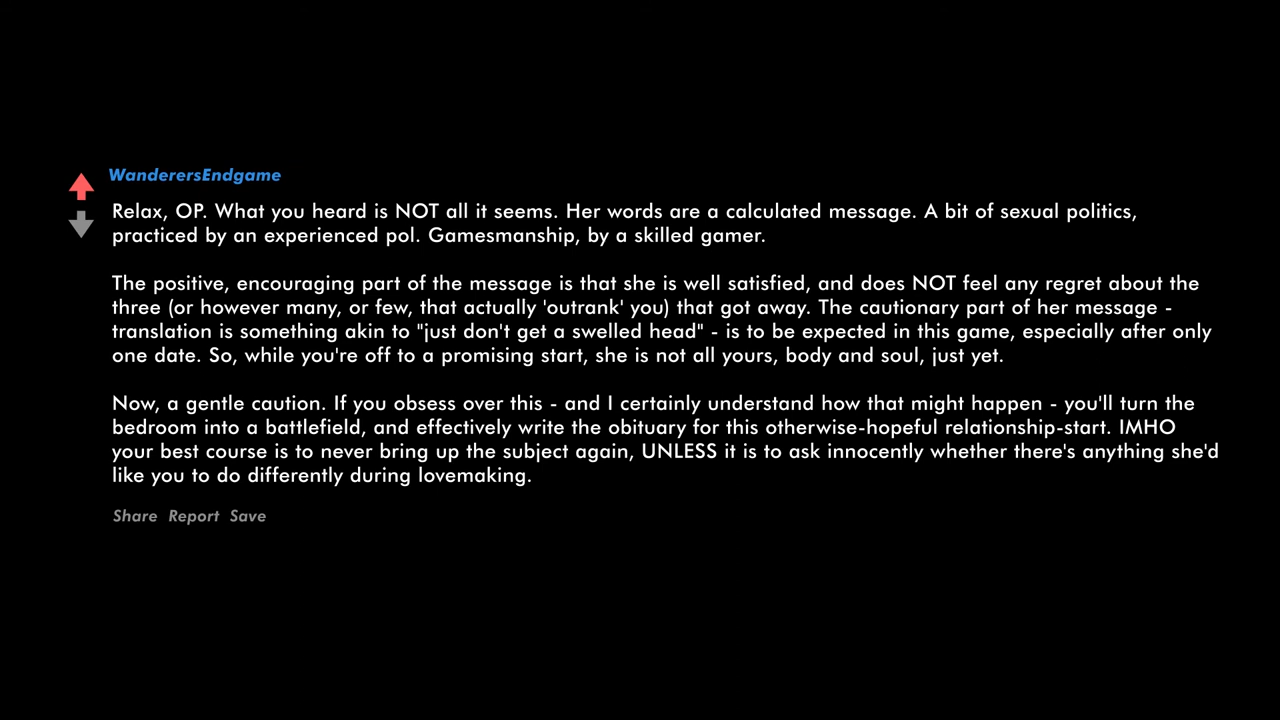 WanderersEndgame
Relax, OP. What you heard is NOT all it seems. Her words are a calculated message. A bit of sexual politics,
practiced by an experienced pol. Gamesmanship, by a skilled gamer.
The positive, encouraging part of the message is that she is well satisfied, and does NOT feel any regret about the
three (or however many, or few, that actually 'outrank' you) that got away. The cautionary part of her message -
translation is something akin to "just don't get a swelled head" - is to be expected in this game, especially after only
one date. So, while you're off to a promising start, she is not all yours, body and soul, just yet.
Now, a gentle caution. If you obsess over this - and I certainly understand how that might happen - you'll turn the
bedroom into a battlefield, and effectively write the obituary for this otherwise-hopeful relationship-start. IMHO
your best course is to never bring up the subject again, UNLESS it is to ask innocently whether there's anything she'd
like you to do differently during lovemaking.
Share Report Save